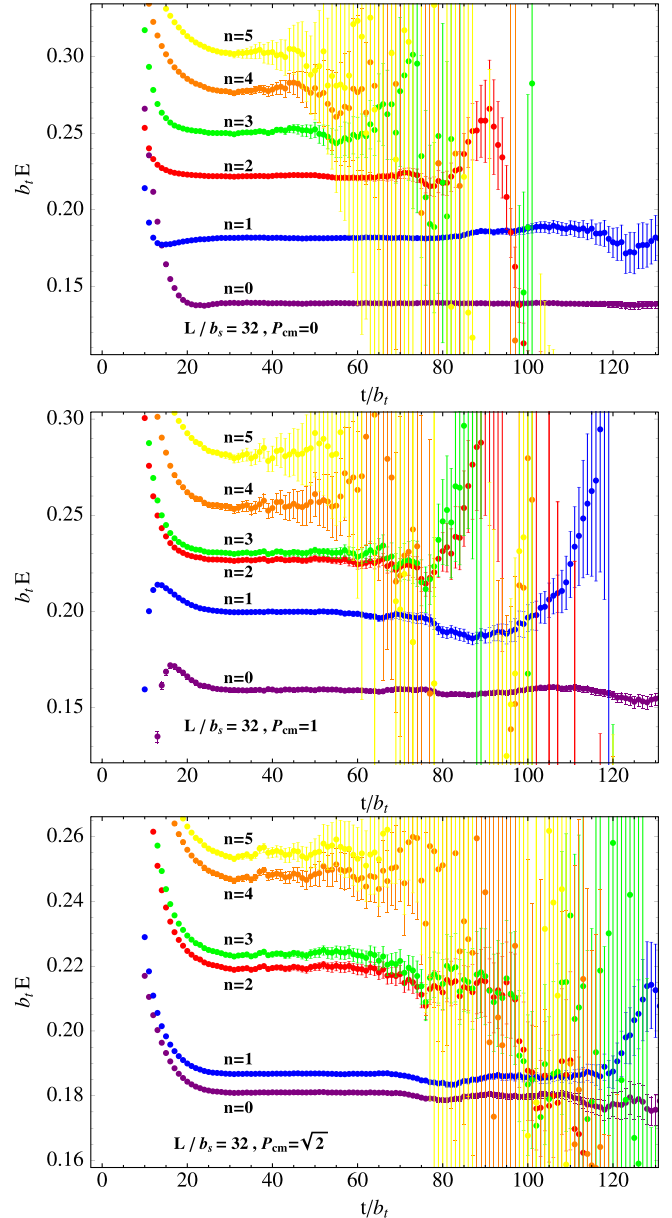 0.30
0.25
0.20
0.15
b_t E
n=5
n=4
n=3
n=2
n=1
n=0
L / b_s = 32 , P_cm=0
0 20 40 60 80 100 120
t/b_t
0.30
0.25
0.20
0.15
b_t E
n=5
n=4
n=3
n=2
n=1
n=0
L / b_s = 32 , P_cm=1
0 20 40 60 80 100 120
t/b_t
0.26
0.24
0.22
0.20
0.18
0.16
b_t E
n=5
n=4
n=3
n=2
n=1
n=0
L / b_s = 32 , P_cm=√2
0 20 40 60 80 100 120
t/b_t